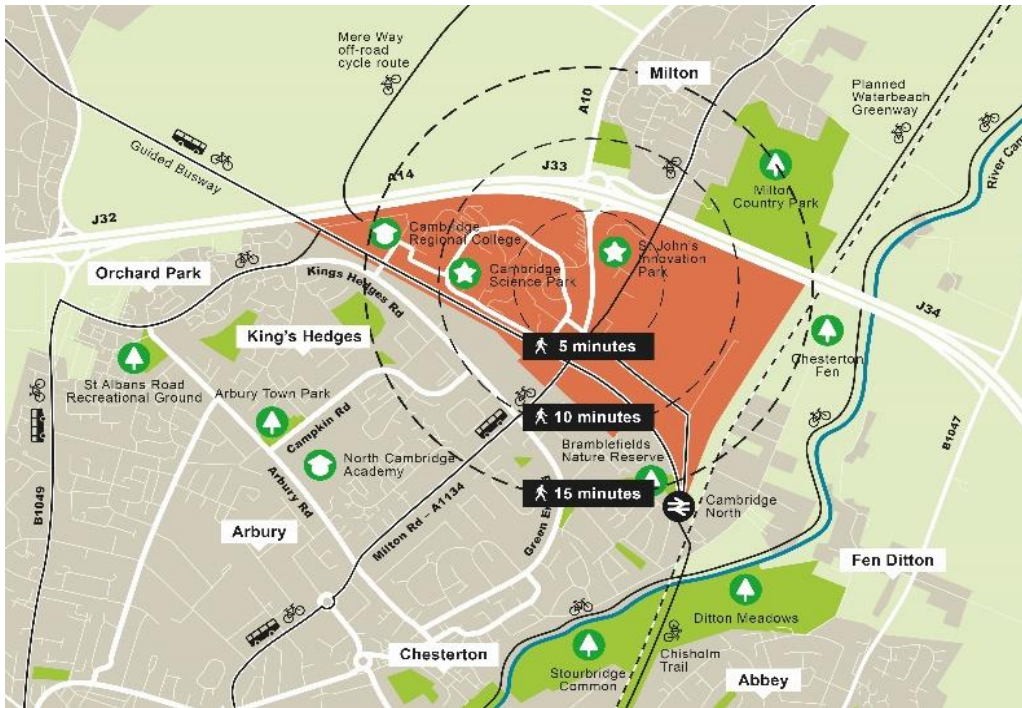 Mere Way
off-road
cycle route
Milton
A10
Planned
Waterbeach
Greenway
River Cam
Guided Busway
A14
J33
J32
Milton
Country Park
Cambridge
Regional College
St John's
Innovation
Park
Cambridge
Science Park
Orchard Park
Kings Hedges Rd
J34
King's Hedges
5 minutes
Chesterton
Fen
St Albans Road
Recreational Ground
Arbury Town Park
Campkin Rd
10 minutes
B1047
Bramblefields
Nature Reserve
North Cambridge
Academy
15 minutes
Cambridge
North
B1049
Arbury Rd
Milton Rd – A1134
Green
Arbury
Fen Ditton
Ditton Meadows
Chesterton
Stourbridge
Common
Chisholm
Trail
Abbey